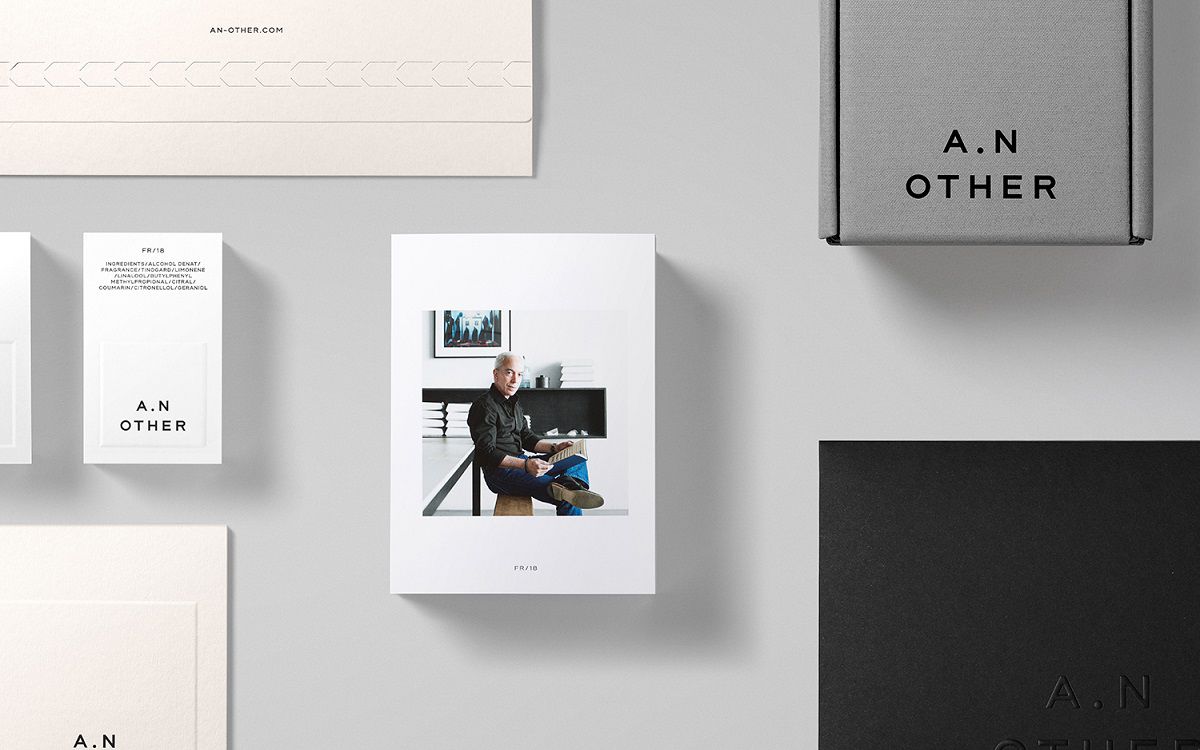 AN-OTHER.COM
A.N
OTHER
FR/18
INGREDIENTS/ALCOHOL DENAT/
FRAGRANCE/TINOGARD/LIMONENE
/LINALOOL/BUTYLPHENYL
METHYLPROPIONAL/CITRAL/
COUMARIN/CITRONELLOL/GERANIOL
A.N
OTHER
FR/18
A.N
A.N
OTHER